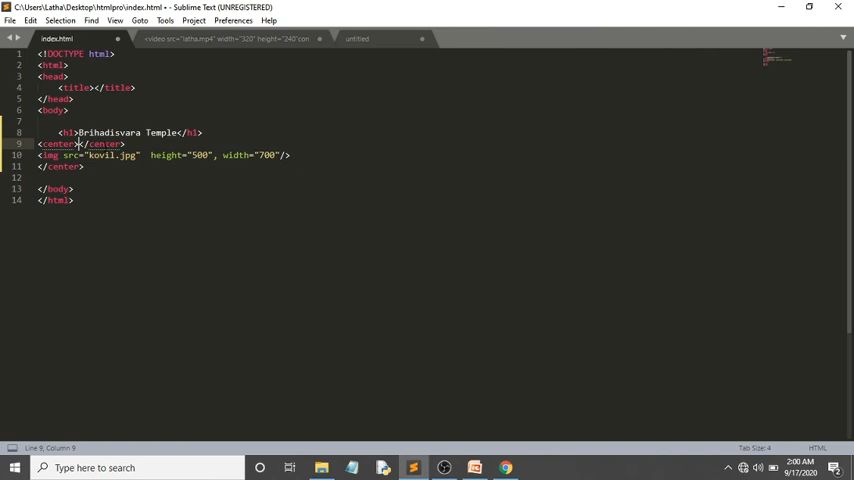 C:\Users\Latha\Desktop\htmlpro\index.html • - Sublime Text (UNREGISTERED)
File Edit Selection Find View Goto Tools Project Preferences Help
index.html <video src="latha.mp4" width="320" height="240"con untitled
1 <!DOCTYPE html>
2 <html>
3 <head>
4 <title></title>
5 </head>
6 <body>
7
8 <h1>Brihadisvara Temple</h1>
9 <center></center>
10 <img src="kovil.jpg" height="500", width="700"/>
11 </center>
12
13 </body>
14 </html>
Line 9, Column 9 Tab Size: 4 HTML
Type here to search
2:00 AM
9/17/2020
2